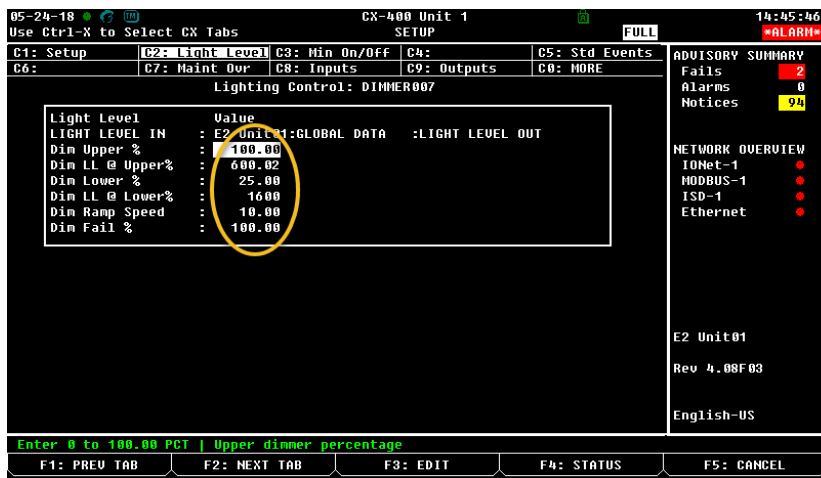 05-24-18 TM CX-400 Unit 1 14:45:46
Use Ctrl-X to Select CX Tabs SETUP FULL *ALARM*
C1: Setup C2: Light Level C3: Min On/Off C4: C5: Std Events
C6: C7: Maint Ovr C8: Inputs C9: Outputs C0: MORE
Lighting Control: DIMMER007
Light Level Value
LIGHT LEVEL IN : E2 Unit01:GLOBAL DATA :LIGHT LEVEL OUT
Dim Upper % : 100.00
Dim LL @ Upper% : 600.02
Dim Lower % : 25.00
Dim LL @ Lower% : 1600
Dim Ramp Speed : 10.00
Dim Fail % : 100.00
ADVISORY SUMMARY
Fails 2
Alarms 0
Notices 94
NETWORK OVERVIEW
IONet-1
MODBUS-1
ISD-1
Ethernet
E2 Unit01
Rev 4.08F03
English-US
Enter 0 to 100.00 PCT | Upper dimmer percentage
F1: PREV TAB F2: NEXT TAB F3: EDIT F4: STATUS F5: CANCEL